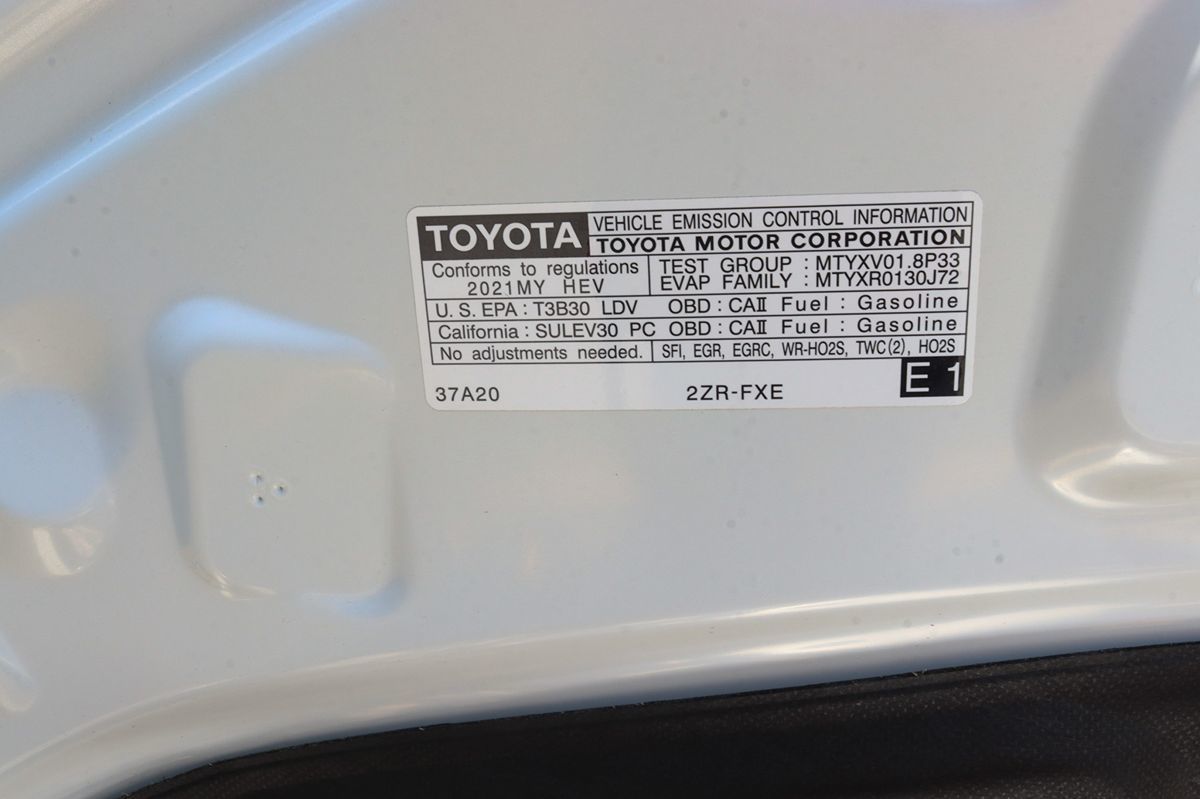 TOYOTA VEHICLE EMISSION CONTROL INFORMATION
TOYOTA MOTOR CORPORATION
Conforms to regulations
2021MY HEV
TEST GROUP : MTYXV01.8P33
EVAP FAMILY : MTYXR0130J72
U.S. EPA : T3B30 LDV OBD : CAII Fuel : Gasoline
California : SULEV30 PC OBD : CAII Fuel : Gasoline
No adjustments needed. SFI, EGR, EGRC, WR-HO2S, TWC(2), HO2S
37A20 2ZR-FXE E 1